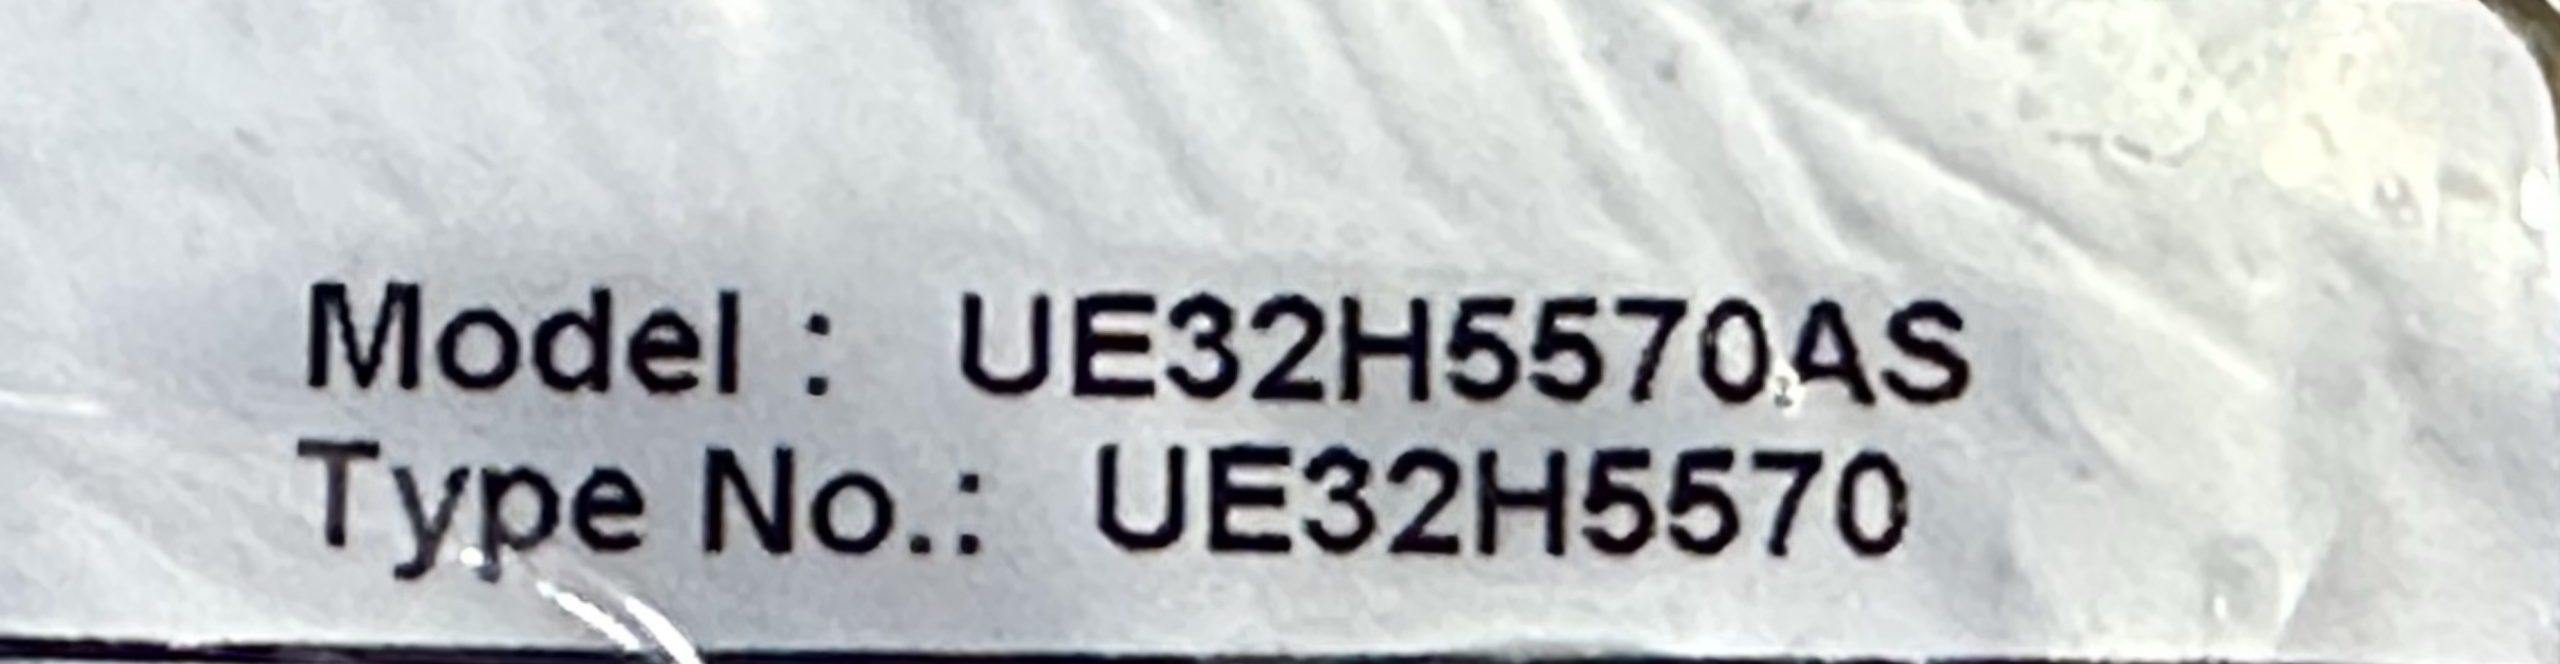 Model : UE32H5570AS
Type No.: UE32H5570